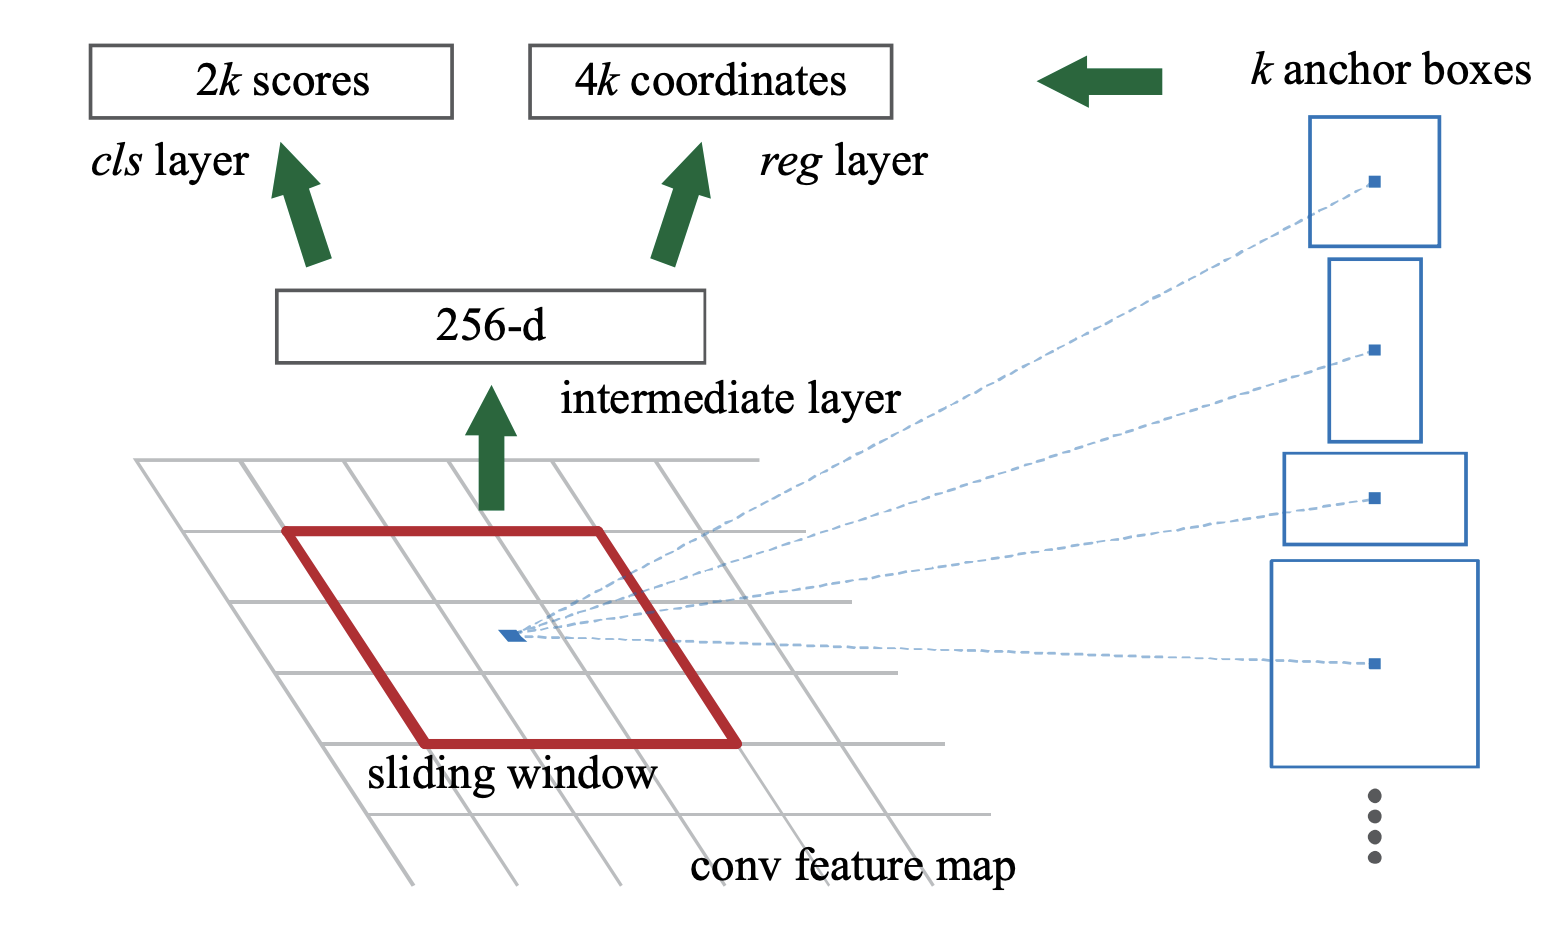 2k scores
4k coordinates
k anchor boxes
cls layer
reg layer
256-d
intermediate layer
sliding window
conv feature map